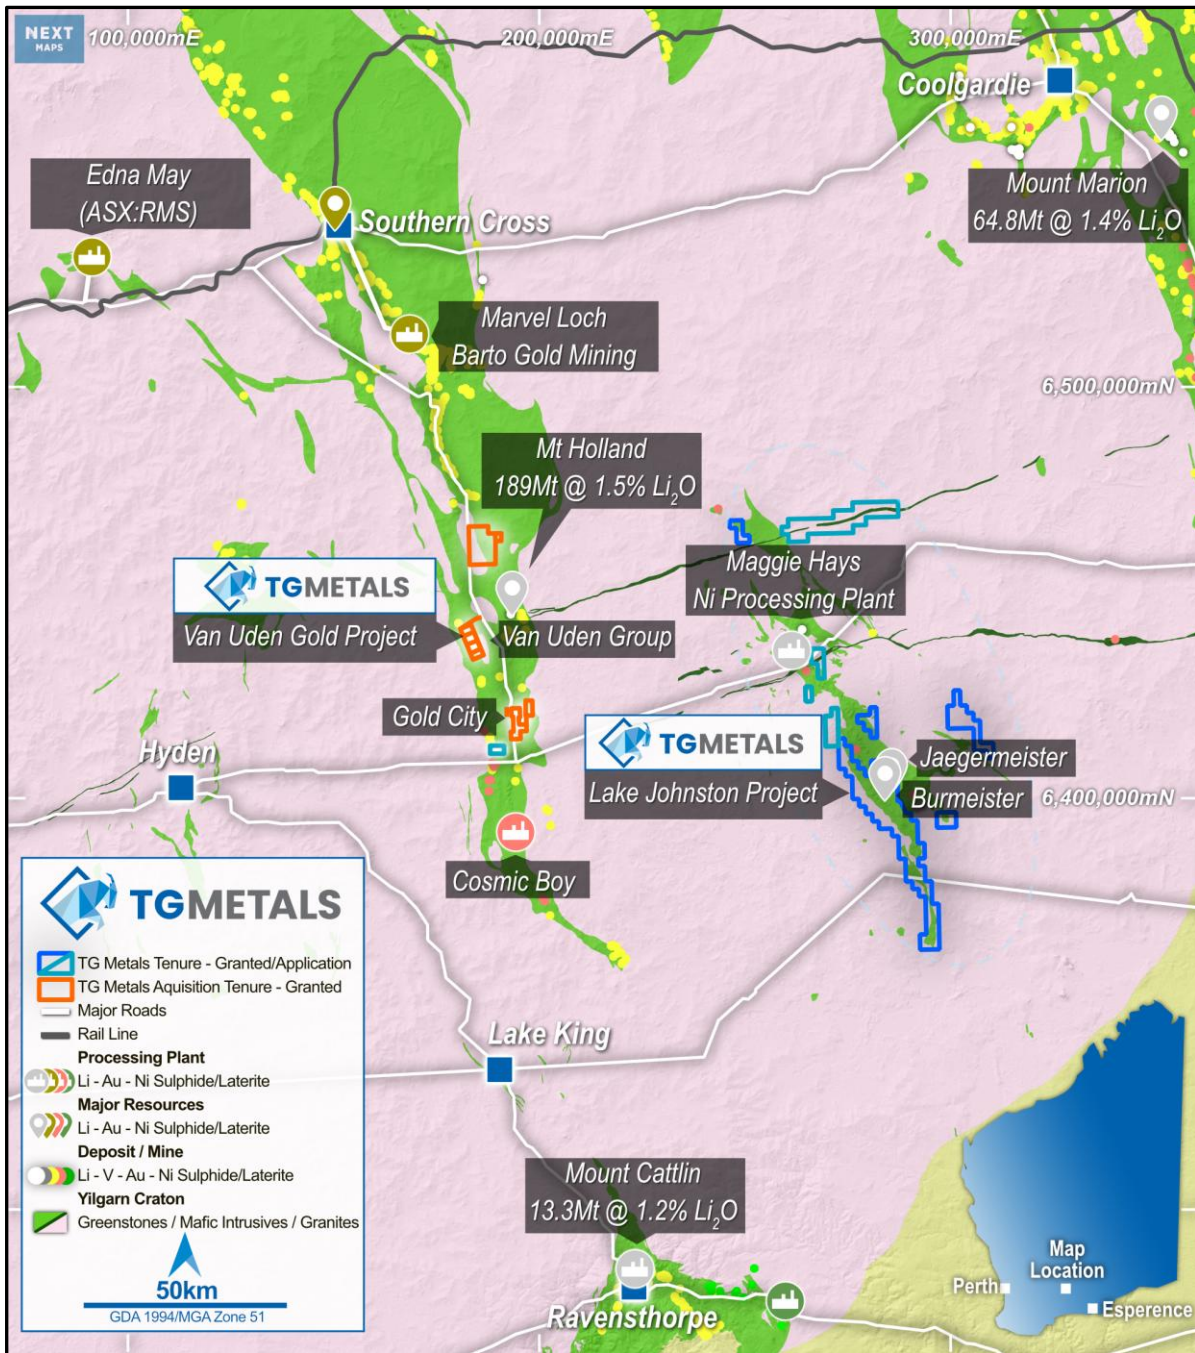 NEXT
MAPS
100,000mE
200,000mE
300,000mE
Coolgardie
Edna May
(ASX:RMS)
Mount Marion
64.8Mt @ 1.4% Li₂O
Southern Cross
Marvel Loch
Barto Gold Mining
6,500,000mN
Mt Holland
189Mt @ 1.5% Li₂O
Maggie Hays
Ni Processing Plant
TGMETALS
Van Uden Gold Project
Van Uden Group
Gold City
TGMETALS
Lake Johnston Project
Jaegermeister
Burmeister
6,400,000mN
Hyden
Cosmic Boy
TGMETALS
TG Metals Tenure - Granted/Application
TG Metals Aquisition Tenure - Granted
Major Roads
Rail Line
Processing Plant
Li - Au - Ni Sulphide/Laterite
Major Resources
Li - Au - Ni Sulphide/Laterite
Deposit / Mine
Li - V - Au - Ni Sulphide/Laterite
Yilgarn Craton
Greenstones / Mafic Intrusives / Granites
50km
GDA 1994/MGA Zone 51
Lake King
Mount Cattlin
13.3Mt @ 1.2% Li₂O
Ravensthorpe
Map
Location
Perth
Esperence